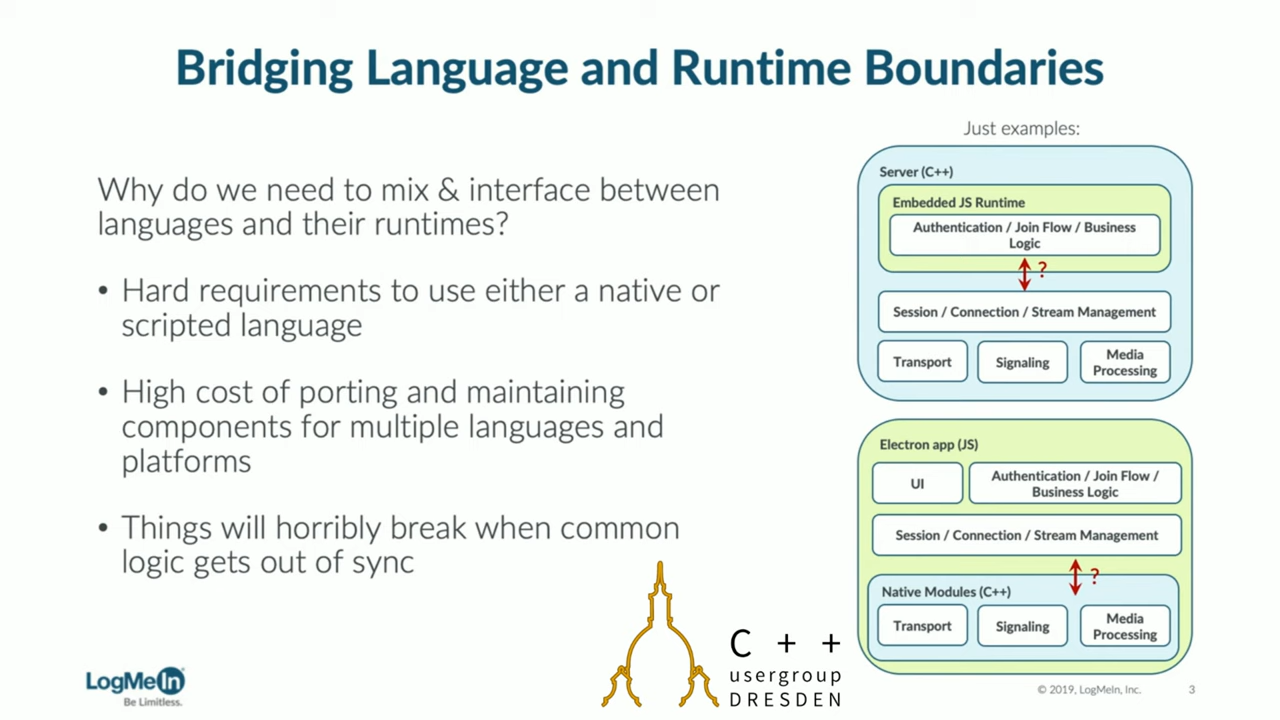 Bridging Language and Runtime Boundaries
Just examples:
Why do we need to mix & interface between
languages and their runtimes?
• Hard requirements to use either a native or
scripted language
• High cost of porting and maintaining
components for multiple languages and
platforms
• Things will horribly break when common
logic gets out of sync
Server (C++)
Embedded JS Runtime
Authentication / Join Flow / Business
Logic
?
Session / Connection / Stream Management
Transport
Signaling
Media
Processing
Electron app (JS)
UI
Authentication / Join Flow /
Business Logic
Session / Connection / Stream Management
?
Native Modules (C++)
Transport
Signaling
Media
Processing
LogMeIn®
Be Limitless.
C + +
usergroup
DRESDEN
© 2019, LogMeIn, Inc.
3